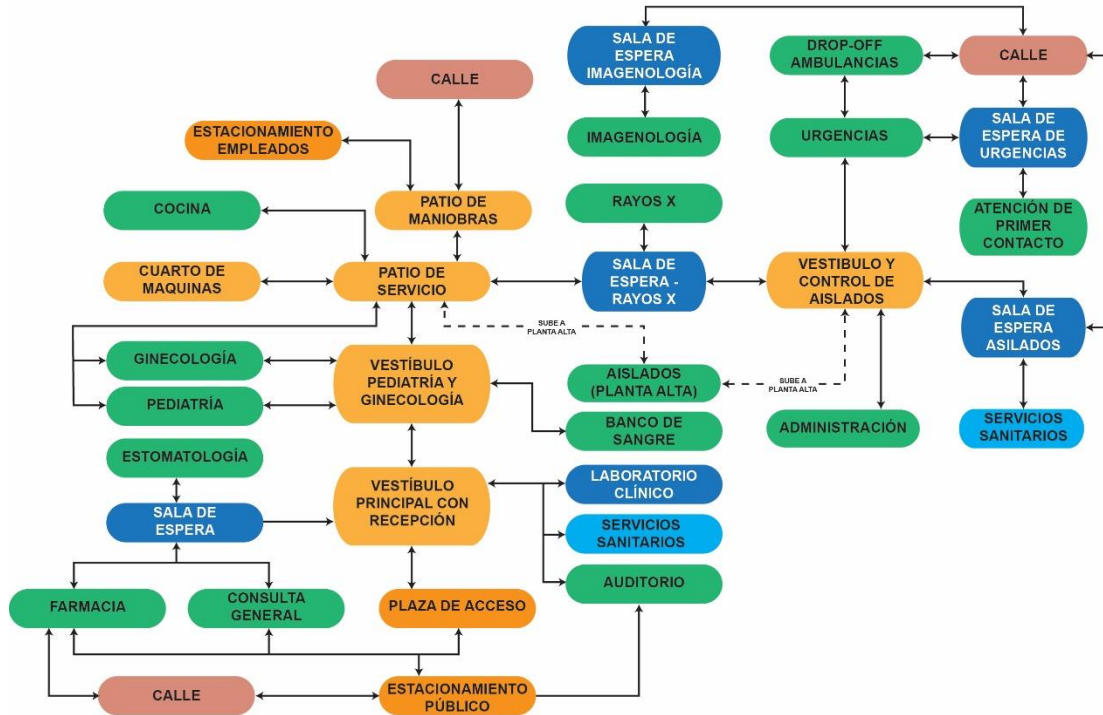 SALA DE
ESPERA
IMAGENOLOGÍA
DROP-OFF
AMBULANCIAS
CALLE
CALLE
ESTACIONAMIENTO
EMPLEADOS
IMAGENOLOGÍA
URGENCIAS
SALA DE
ESPERA DE
URGENCIAS
COCINA
PATIO DE
MANIOBRAS
RAYOS X
ATENCIÓN DE
PRIMER
CONTACTO
CUARTO DE
MAQUINAS
PATIO DE
SERVICIO
SALA DE
ESPERA -
RAYOS X
VESTIBULO Y
CONTROL DE
AISLADOS
SUBE A
PLANTA ALTA
SALA DE
ESPERA
ASILADOS
GINECOLOGÍA
VESTÍBULO
PEDIATRÍA Y
GINECOLOGÍA
AISLADOS
(PLANTA ALTA)
SUBE A
PLANTA ALTA
PEDIATRÍA
BANCO DE
SANGRE
ADMINISTRACIÓN
SERVICIOS
SANITARIOS
ESTOMATOLOGÍA
VESTÍBULO
PRINCIPAL CON
RECEPCIÓN
LABORATORIO
CLÍNICO
SALA DE
ESPERA
SERVICIOS
SANITARIOS
FARMACIA
CONSULTA
GENERAL
PLAZA DE ACCESO
AUDITORIO
CALLE
ESTACIONAMIENTO
PÚBLICO